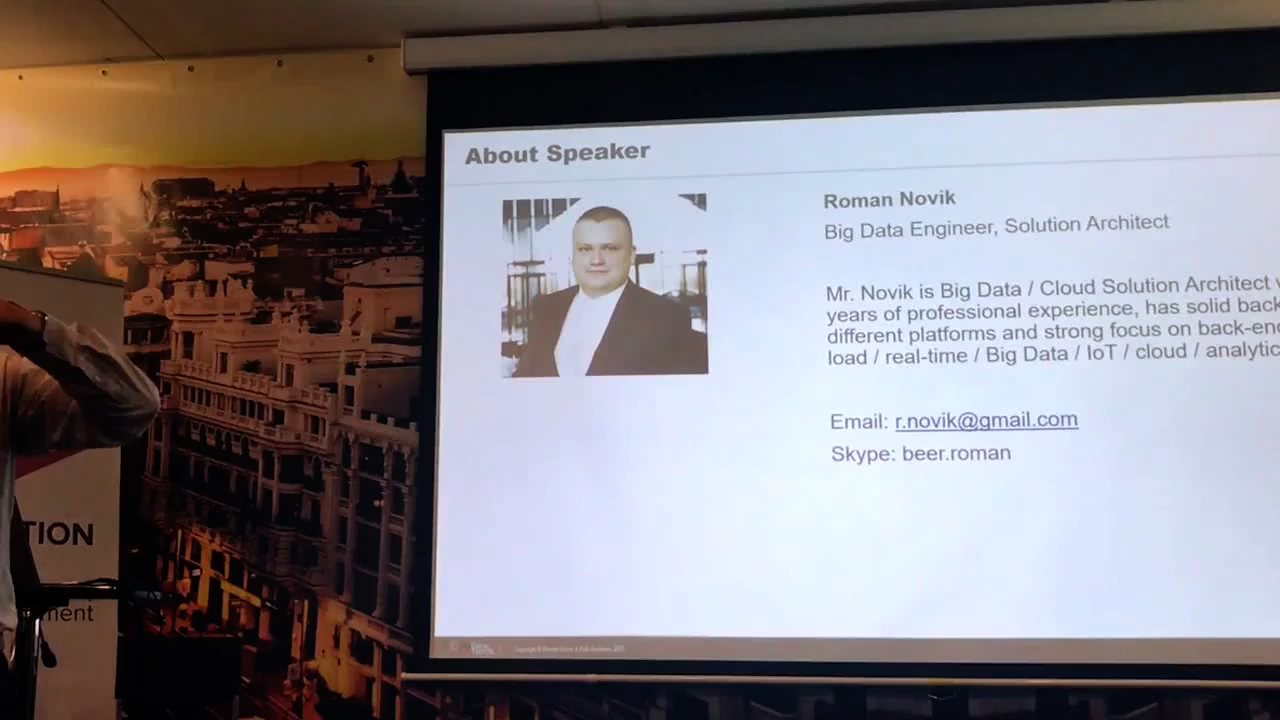 About Speaker
Roman Novik
Big Data Engineer, Solution Architect
Mr. Novik is Big Data / Cloud Solution Architect
years of professional experience, has solid back
different platforms and strong focus on back-en
load / real-time / Big Data / IoT / cloud / analytic
Email: r.novik@gmail.com
Skype: beer.roman
TION
ment